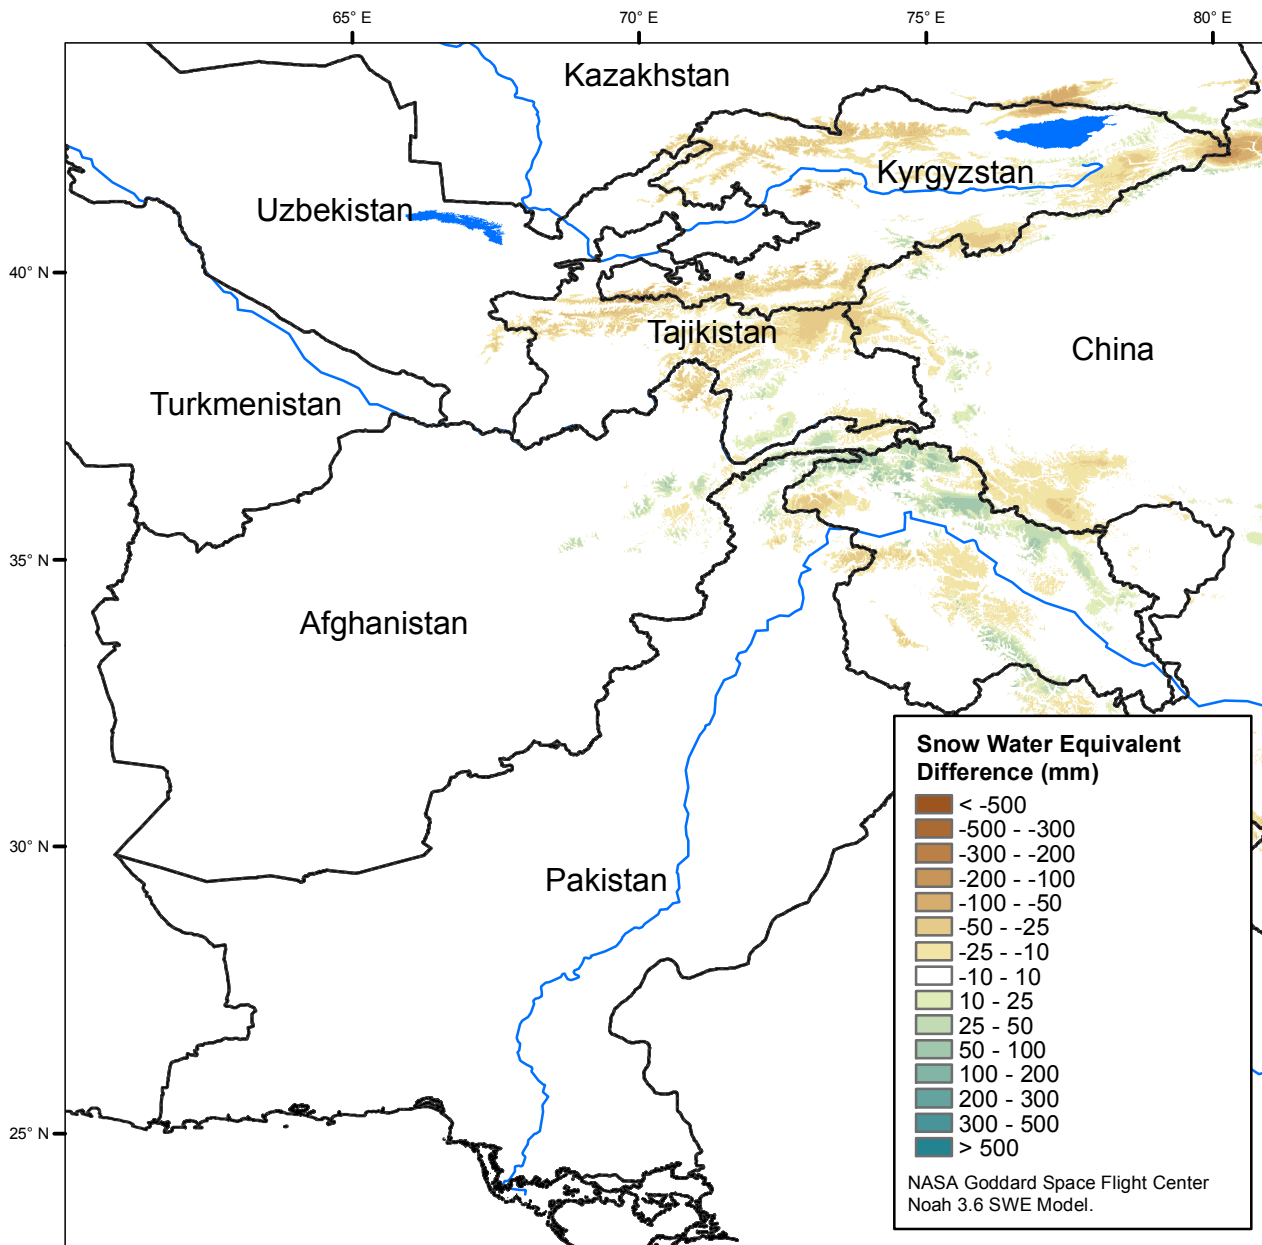 65° E
70° E
75° E
80° E
Kazakhstan
Kyrgyzstan
Uzbekistan
40° N
Tajikistan
China
Turkmenistan
35° N
Afghanistan
30° N
Pakistan
25° N
Snow Water Equivalent
Difference (mm)
< -500
-500 - -300
-300 - -200
-200 - -100
-100 - -50
-50 - -25
-25 - -10
-10 - 10
10 - 25
25 - 50
50 - 100
100 - 200
200 - 300
300 - 500
> 500
NASA Goddard Space Flight Center
Noah 3.6 SWE Model.